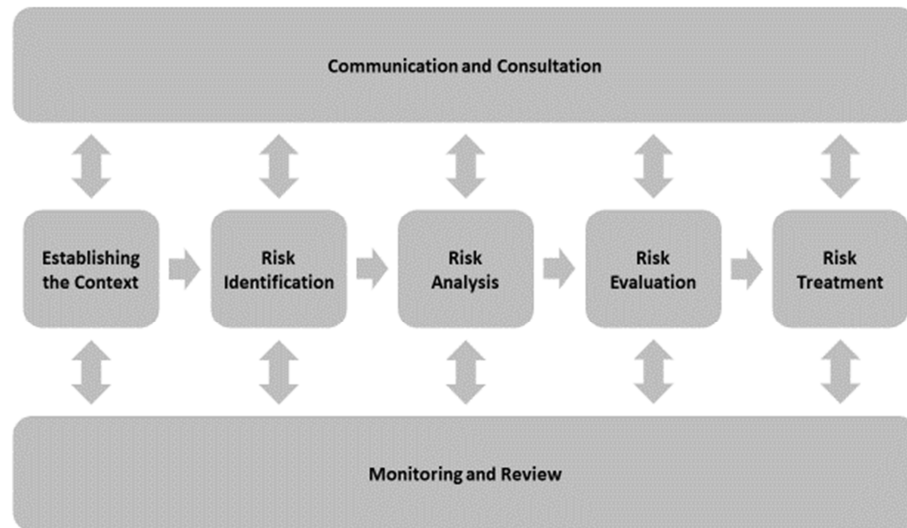 Communication and Consultation
Establishing
the Context
Risk
Identification
Risk
Analysis
Risk
Evaluation
Risk
Treatment
Monitoring and Review